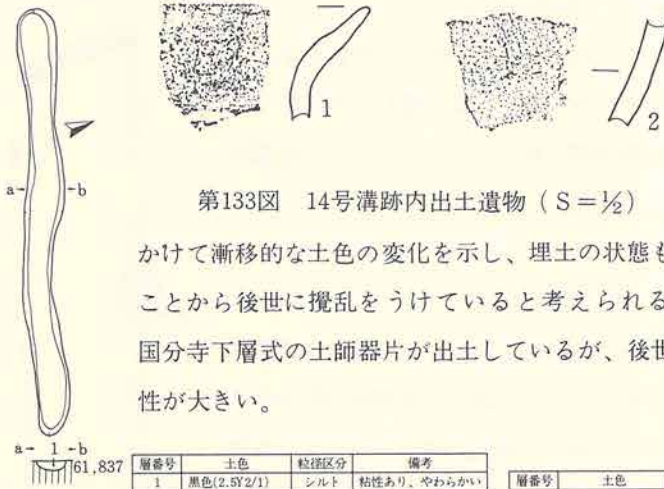 1
2
a
b
第133図 14号溝跡内出土遺物（S＝½）
かけて漸移的な土色の変化を示し、埋土の状態も
ことから後世に攪乱をうけていると考えられる
国分寺下層式の土師器片が出土しているが、後世
性が大きい。
a 1 b
61,837
層番号 土色 粒径区分 備考
1 黒色(2.5Y2/1) シルト 粘性あり、やわらかい
層番号 土色